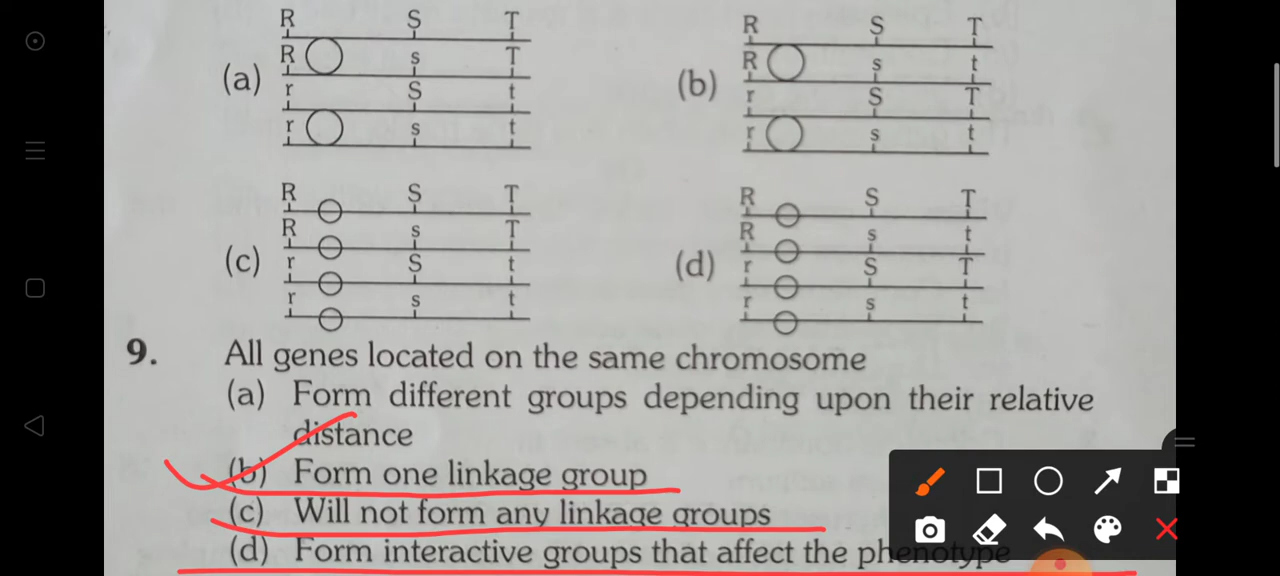 R S T
R s T
(a)
r S t
r s t
R S T
R s t
(b)
r S T
r s t
R S T
R s T
(c)
r S t
r s t
R S T
R s t
(d)
r S T
r s t
9. All genes located on the same chromosome
(a) Form different groups depending upon their relative
distance
(b) Form one linkage group
(c) Will not form any linkage groups
(d) Form interactive groups that affect the phenotype